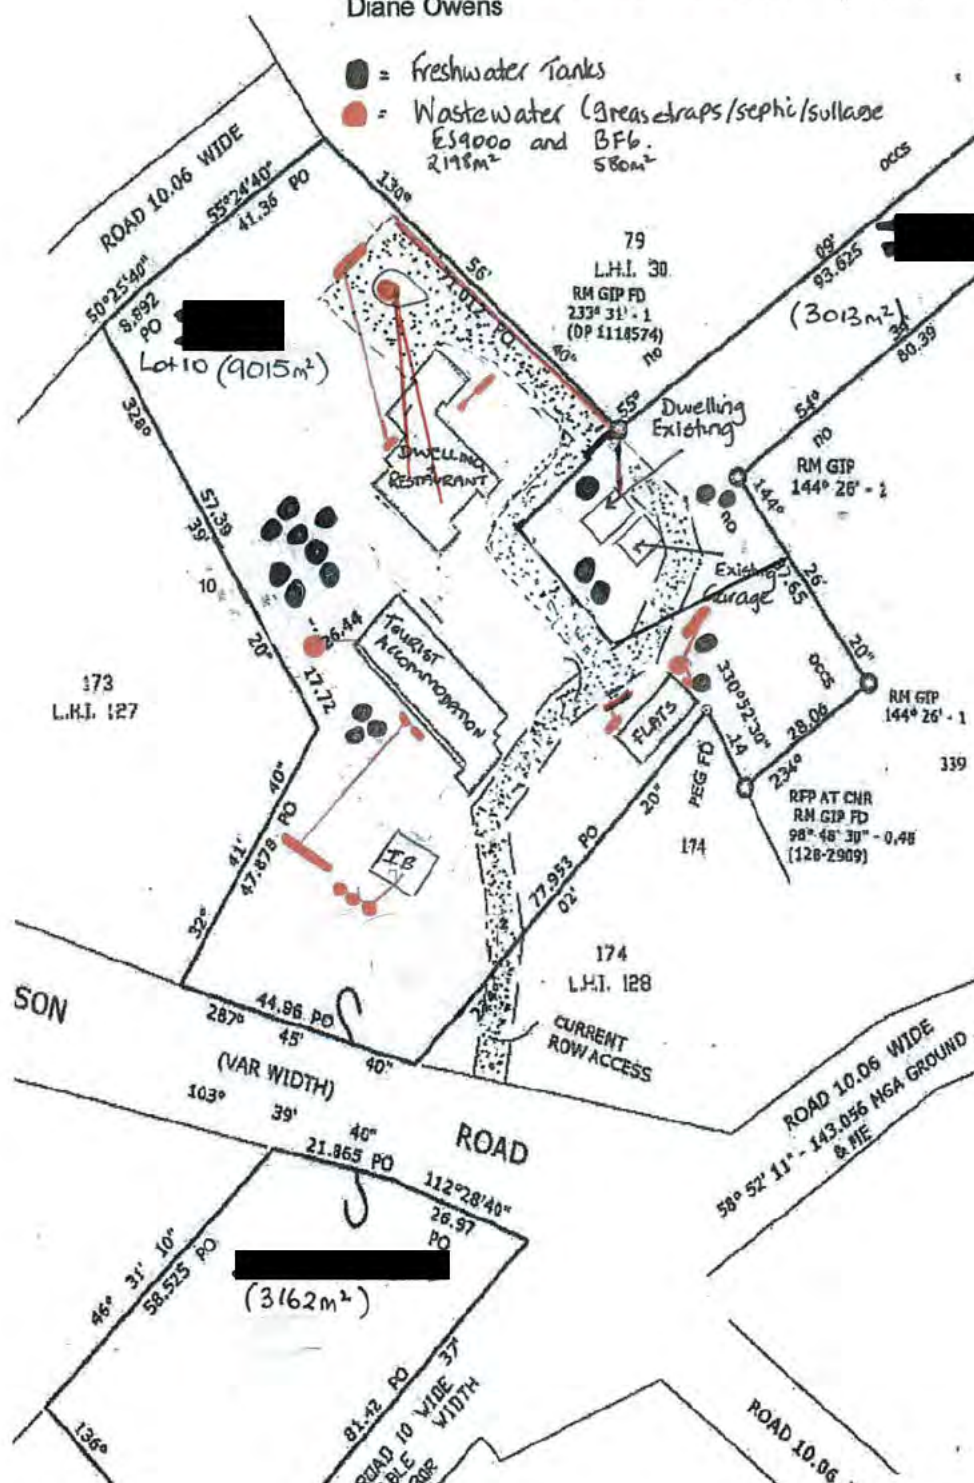 Diane Owens
= Freshwater Tanks
= Wastewater (greasetraps/septic/sullage
ES9000 and BF6.
2198m² 580m²
ROAD 10.06 WIDE
55°24'40"
41.36 PO
50°25'40"
8.892
PO
Lot 10 (9015m²)
130°
56'
40"
79
L.H.I. 30
RM GIP FD
233° 31' - 1
(DP 1118574)
no
OCCS
09'
93.625
(3013m²)
80.39
54°
no
55°
Dwelling
Existing
RM GIP
144° 26' - 1
144°
26'
20"
no
Existing
Garage
DWELLING
RESTAURANT
328°
57.39
39'
20"
10
26.44
17.72
TOURIST
ACCOMMODATION
173
L.H.I. 127
FLATS
330°52'30"
14
PEG FD
OCCS
28.06
234°
RM GIP
144° 26' - 1
339
RFP AT CNR
RM GIP FD
98° 48' 30" - 0.48
(128-2909)
174
40"
41'
47.878 PO
32°
I.B
20"
77.953 PO
02'
174
L.H.I. 128
CURRENT
ROW ACCESS
SON
44.96 PO
287°
45'
40"
(VAR WIDTH)
103°
39'
40"
21.865 PO
ROAD
112°28'40"
26.97
PO
ROAD 10.06 WIDE
58° 52' 11" - 143.056 MGA GROUND
& ME
46° 31' 10"
58.525 PO
(3162m²)
81.42 PO
37'
136°
ROAD 10 WIDE
WIDTH
ROAD 10.06